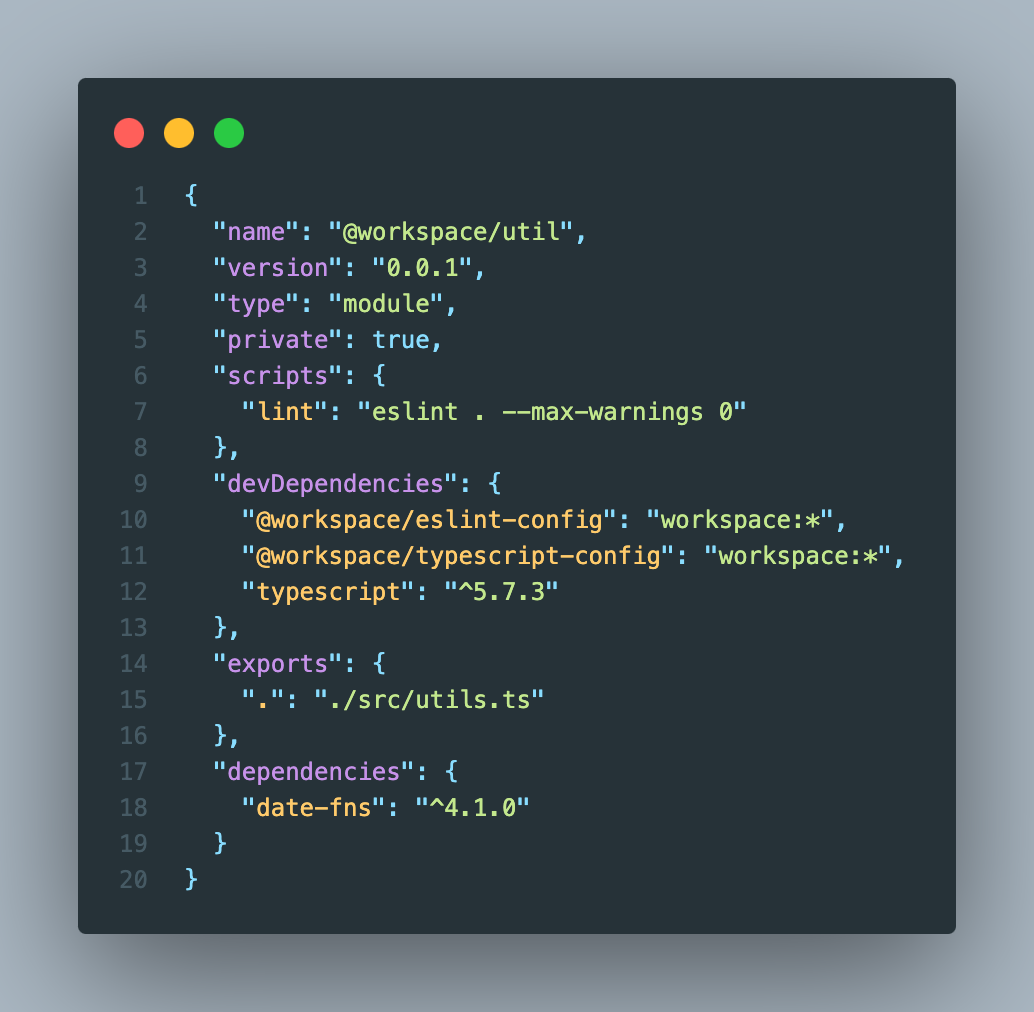 1 {
2   "name": "@workspace/util",
3   "version": "0.0.1",
4   "type": "module",
5   "private": true,
6   "scripts": {
7     "lint": "eslint . --max-warnings 0"
8   },
9   "devDependencies": {
10     "@workspace/eslint-config": "workspace:*",
11     "@workspace/typescript-config": "workspace:*",
12     "typescript": "^5.7.3"
13   },
14   "exports": {
15     ".": "./src/utils.ts"
16   },
17   "dependencies": {
18     "date-fns": "^4.1.0"
19   }
20 }